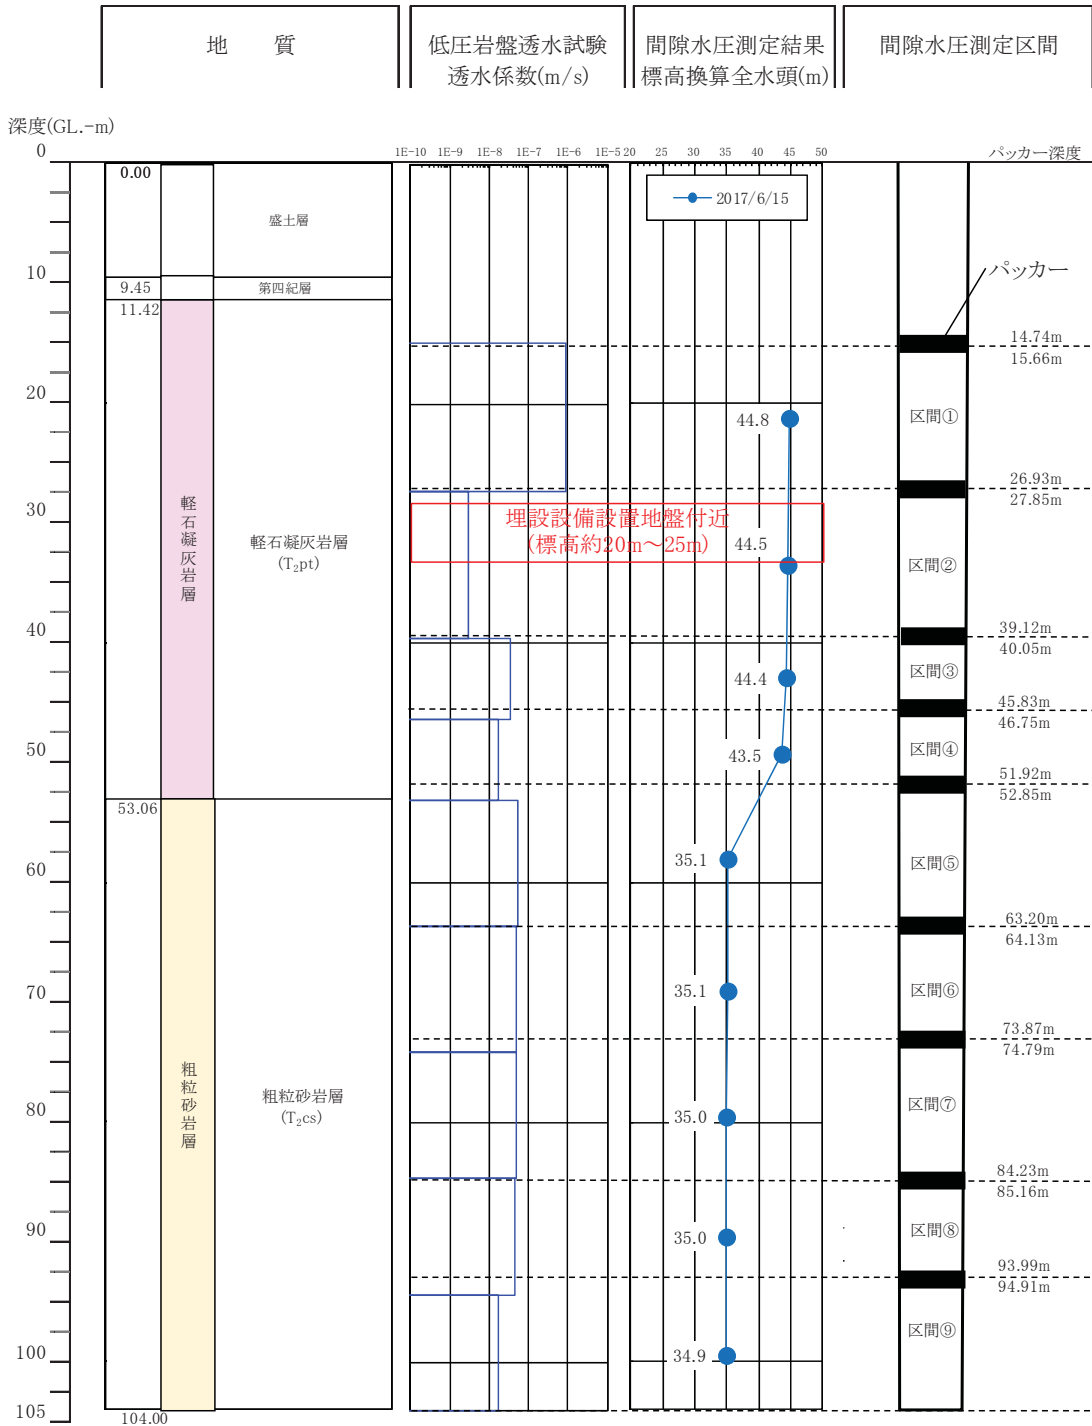 地　質
低圧岩盤透水試験
透水係数(m/s)
間隙水圧測定結果
標高換算全水頭(m)
間隙水圧測定区間
深度(GL.-m)
0
10
20
30
40
50
60
70
80
90
100
105
0.00
9.45
11.42
53.06
104.00
盛土層
第四紀層
軽石凝灰岩層
軽石凝灰岩層
(T₂pt)
粗粒砂岩層
粗粒砂岩層
(T₂cs)
1E-10 1E-9 1E-8 1E-7 1E-6 1E-5
20 25 30 35 40 45 50
2017/6/15
44.8
埋設設備設置地盤付近
(標高約20m～25m)
44.5
44.4
43.5
35.1
35.1
35.0
35.0
34.9
パッカー深度
パッカー
14.74m
15.66m
区間①
26.93m
27.85m
区間②
39.12m
40.05m
区間③
45.83m
46.75m
区間④
51.92m
52.85m
区間⑤
63.20m
64.13m
区間⑥
73.87m
74.79m
区間⑦
84.23m
85.16m
区間⑧
93.99m
94.91m
区間⑨